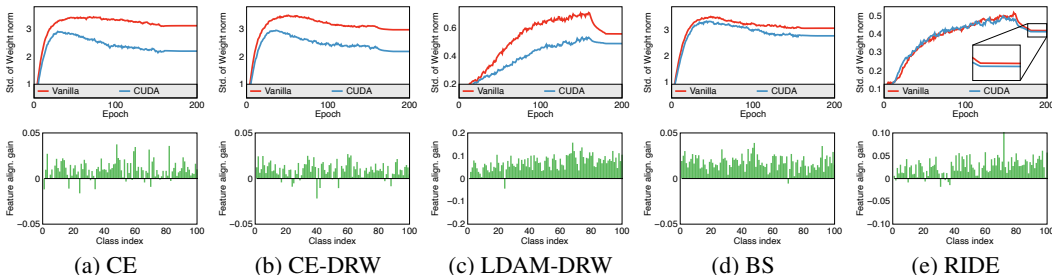 Std. of Weight norm
3
2
1
Vanilla CUDA
0 100 200
Epoch
Std. of Weight norm
3
2
1
Vanilla CUDA
0 100 200
Epoch
Std. of Weight norm
0.8
0.6
0.4
0.2
Vanilla CUDA
0 100 200
Epoch
Std. of Weight norm
3
2
1
Vanilla CUDA
0 100 200
Epoch
Std. of Weight norm
0.5
0.4
0.3
0.2
0.1
Vanilla CUDA
0 100 200
Epoch
Feature align. gain
0.05
0
−0.05
0 20 40 60 80 100
Class index
Feature align. gain
0.05
0
−0.05
0 20 40 60 80 100
Class index
Feature align. gain
0.2
0.1
0
−0.1
−0.2
0 20 40 60 80 100
Class index
Feature align. gain
0.05
0
−0.05
0 20 40 60 80 100
Class index
Feature align. gain
0.10
0.05
0
−0.05
−0.10
0 20 40 60 80 100
Class index
(a) CE
(b) CE-DRW
(c) LDAM-DRW
(d) BS
(e) RIDE